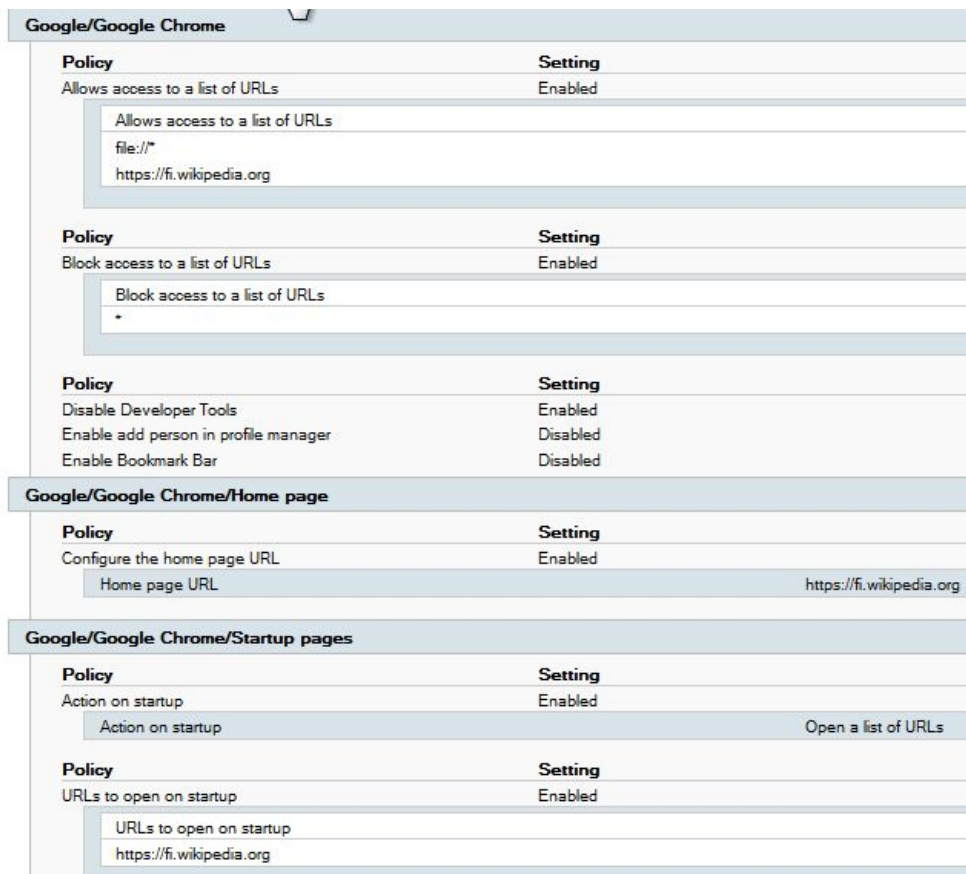 Google/Google Chrome
Policy Setting
Allows access to a list of URLs Enabled
Allows access to a list of URLs
file://*
https://fi.wikipedia.org
Policy Setting
Block access to a list of URLs Enabled
Block access to a list of URLs
*
Policy Setting
Disable Developer Tools Enabled
Enable add person in profile manager Disabled
Enable Bookmark Bar Disabled
Google/Google Chrome/Home page
Policy Setting
Configure the home page URL Enabled
Home page URL https://fi.wikipedia.org
Google/Google Chrome/Startup pages
Policy Setting
Action on startup Enabled
Action on startup Open a list of URLs
Policy Setting
URLs to open on startup Enabled
URLs to open on startup
https://fi.wikipedia.org